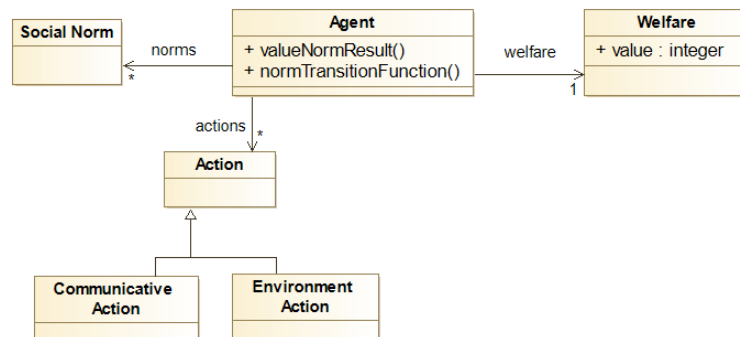 Social Norm
norms
*
Agent
+ valueNormResult()
+ normTransitionFunction()
welfare
1
Welfare
+ value : integer
actions
*
Action
Communicative
Action
Environment
Action